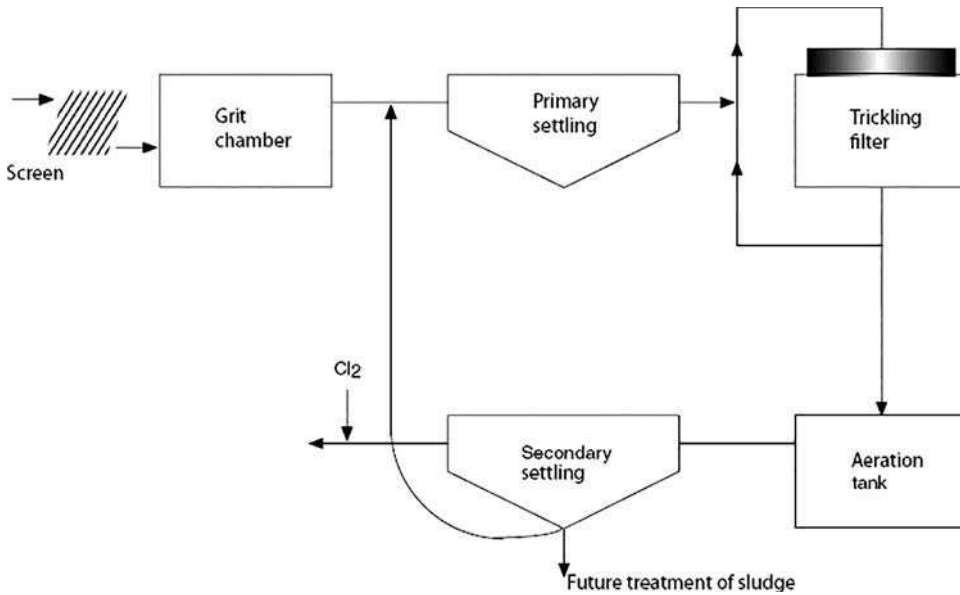 Screen
Grit
chamber
Primary
settling
Trickling
filter
Cl2
Secondary
settling
Aeration
tank
Future treatment of sludge